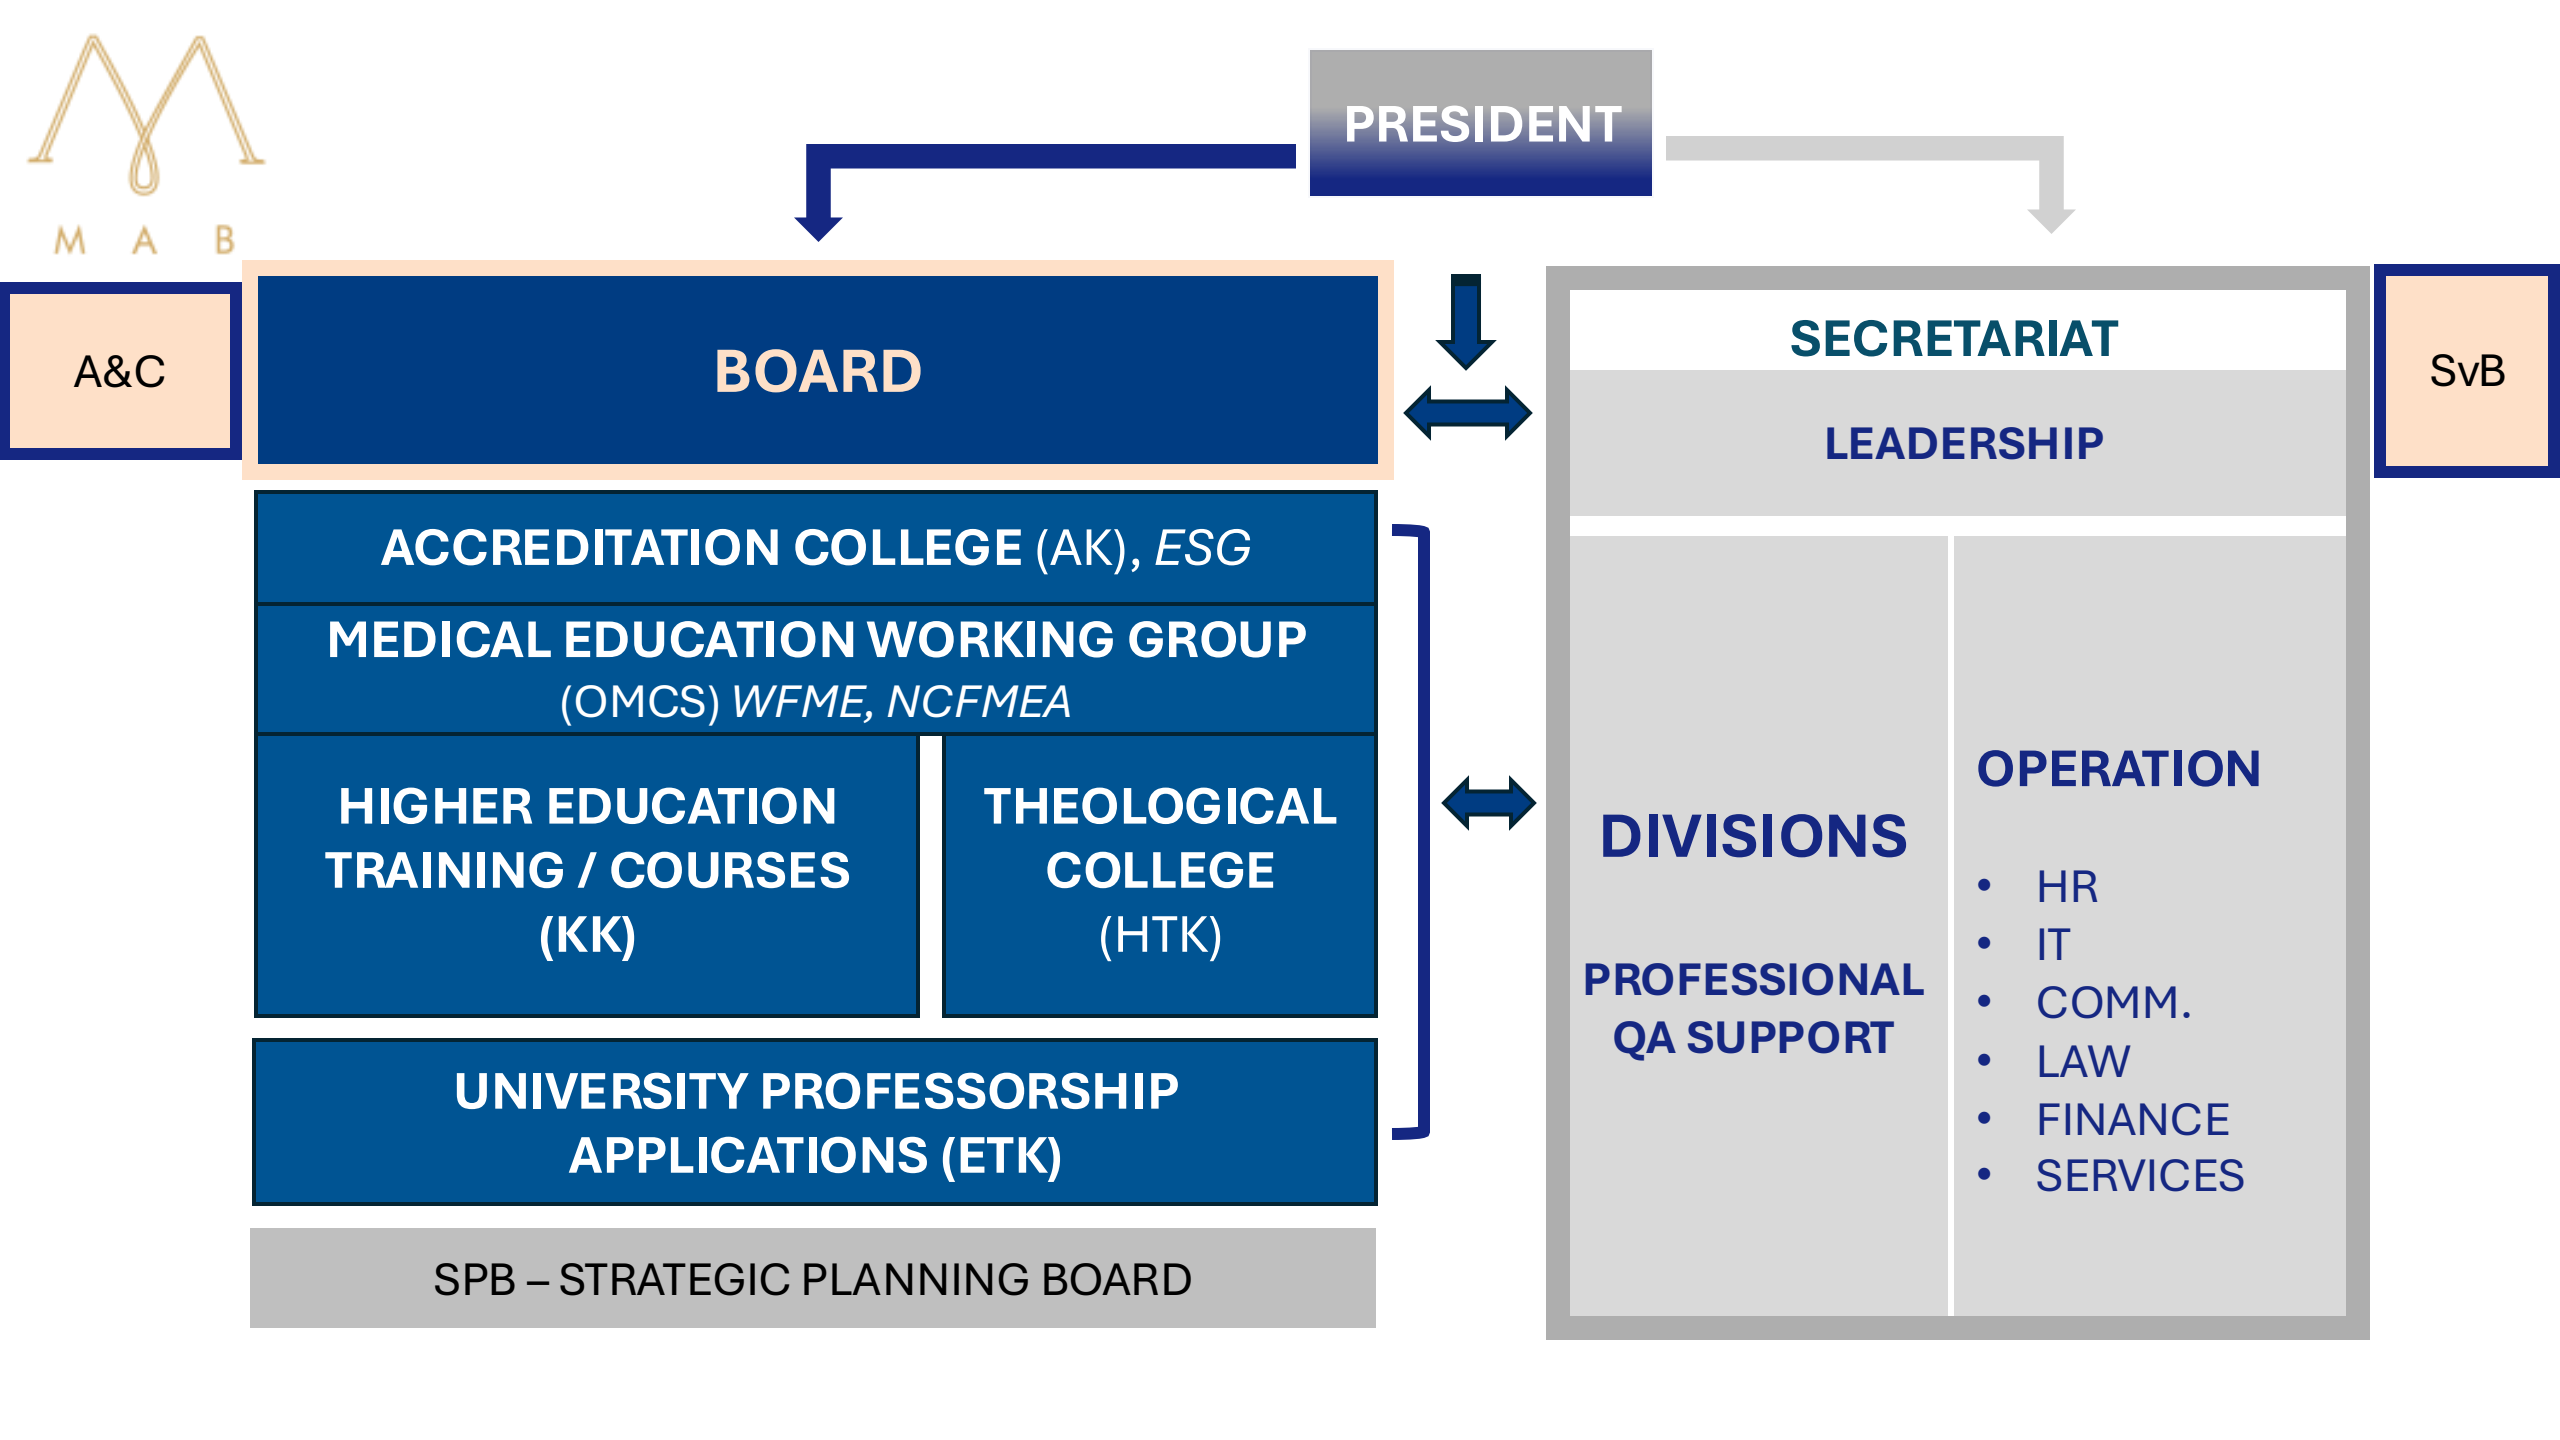 M A B
PRESIDENT
A&C
BOARD
SECRETARIAT
LEADERSHIP
SvB
ACCREDITATION COLLEGE (AK), ESG
MEDICAL EDUCATION WORKING GROUP
(OMCS) WFME, NCFMEA
HIGHER EDUCATION
TRAINING / COURSES
(KK)
THEOLOGICAL
COLLEGE
(HTK)
UNIVERSITY PROFESSORSHIP
APPLICATIONS (ETK)
SPB – STRATEGIC PLANNING BOARD
DIVISIONS
PROFESSIONAL
QA SUPPORT
OPERATION
• HR
• IT
• COMM.
• LAW
• FINANCE
• SERVICES